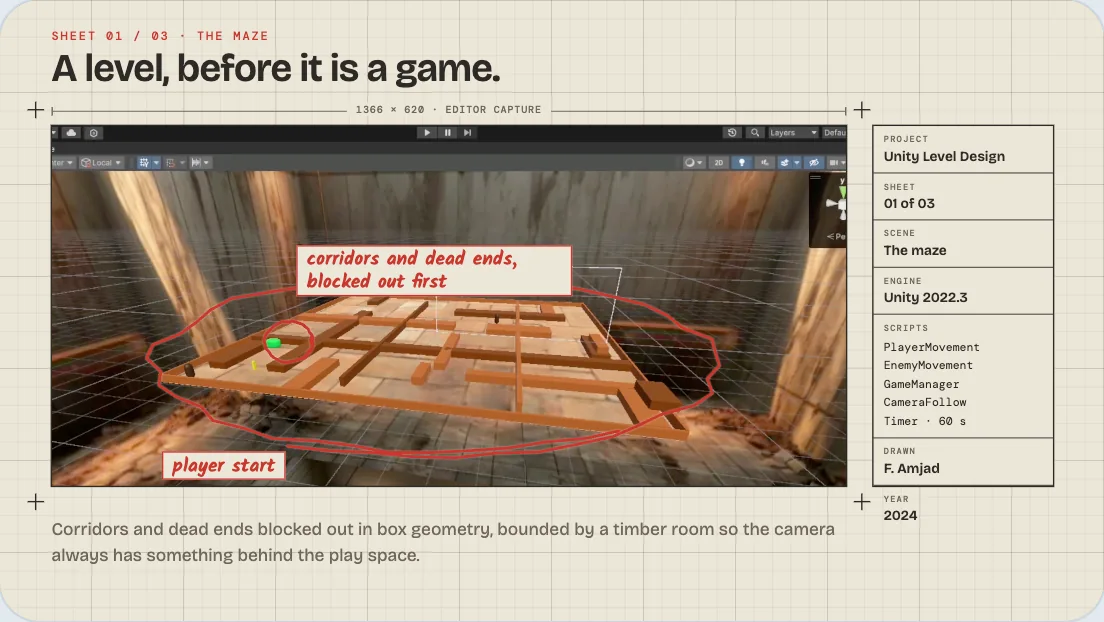 SHEET 01 / 03 · THE MAZE
A level, before it is a game.
1366 × 620 · EDITOR CAPTURE
Layers
Defau
Local
2D
y
corridors and dead ends,
blocked out first
player start
PROJECT
Unity Level Design
SHEET
01 of 03
SCENE
The maze
ENGINE
Unity 2022.3
SCRIPTS
PlayerMovement
EnemyMovement
GameManager
CameraFollow
Timer · 60 s
DRAWN
F. Amjad
YEAR
2024
Corridors and dead ends blocked out in box geometry, bounded by a timber room so the camera
always has something behind the play space.